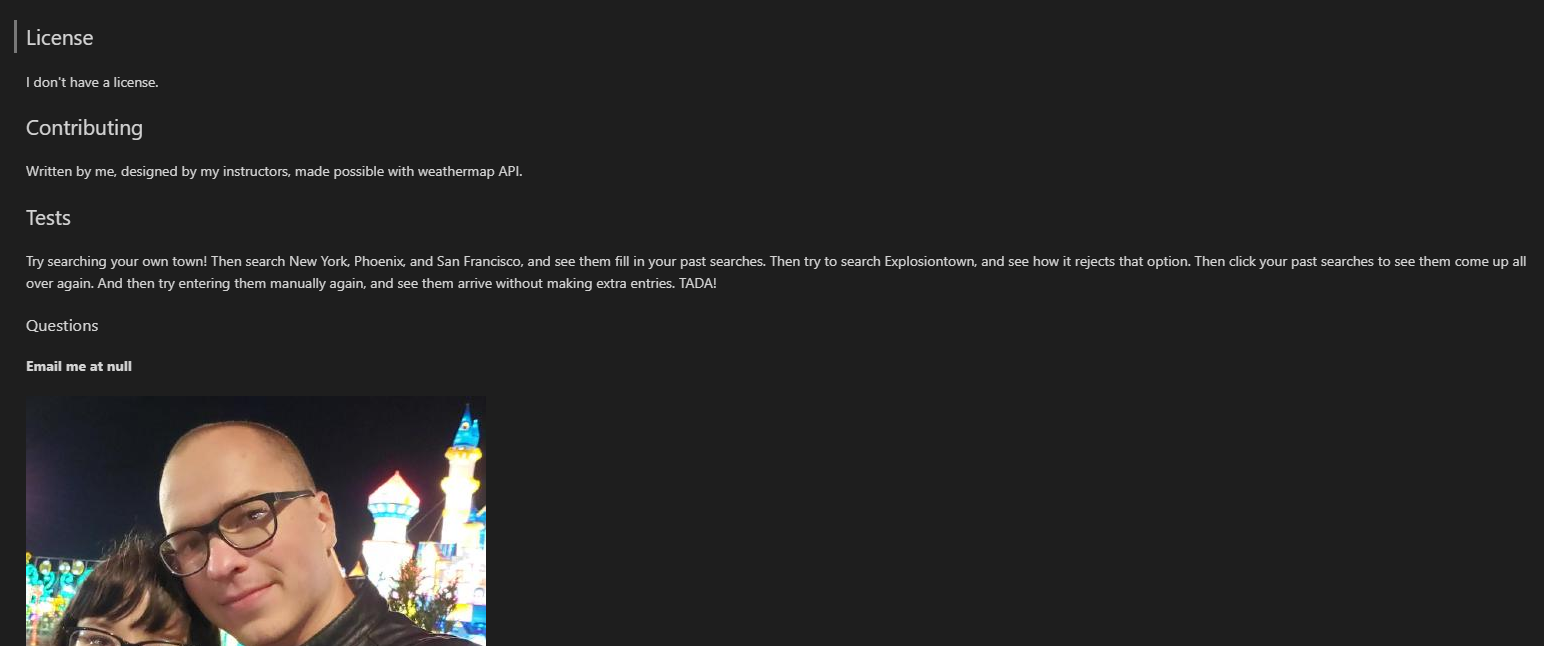 License
I don't have a license.
Contributing
Written by me, designed by my instructors, made possible with weathermap API.
Tests
Try searching your own town! Then search New York, Phoenix, and San Francisco, and see them fill in your past searches. Then try to search Explosiontown, and see how it rejects that option. Then click your past searches to see them come up all
over again. And then try entering them manually again, and see them arrive without making extra entries. TADA!
Questions
Email me at null